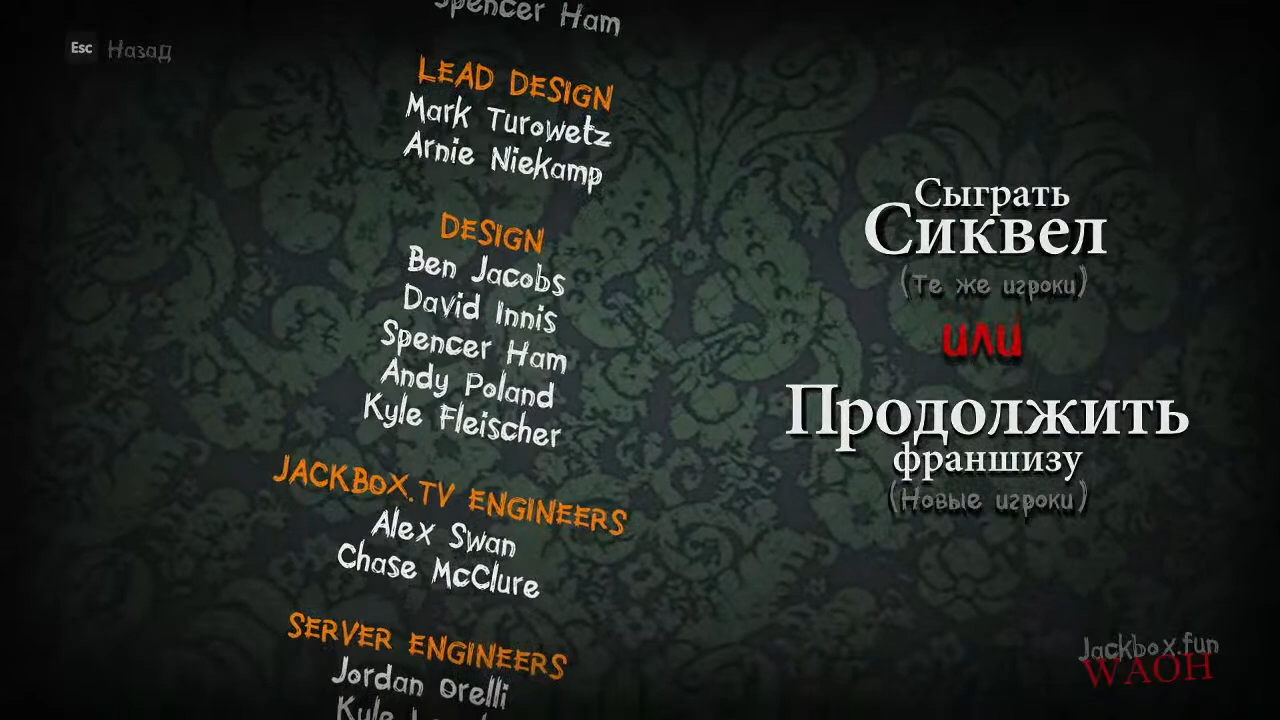 Spencer Ham
Esc Назад
LEAD DESIGN
Mark Turowetz
Arnie Niekamp
DESIGN
Ben Jacobs
David Innis
Spencer Ham
Andy Poland
Kyle Fleischer
JACKBOX.TV ENGINEERS
Alex Swan
Chase McClure
SERVER ENGINEERS
Jordan Orelli
Kyle
Сыграть
Сиквел
(Те же игроки)
или
Продолжить
франшизу
(Новые игроки)
Jackbox.fun
WAOH